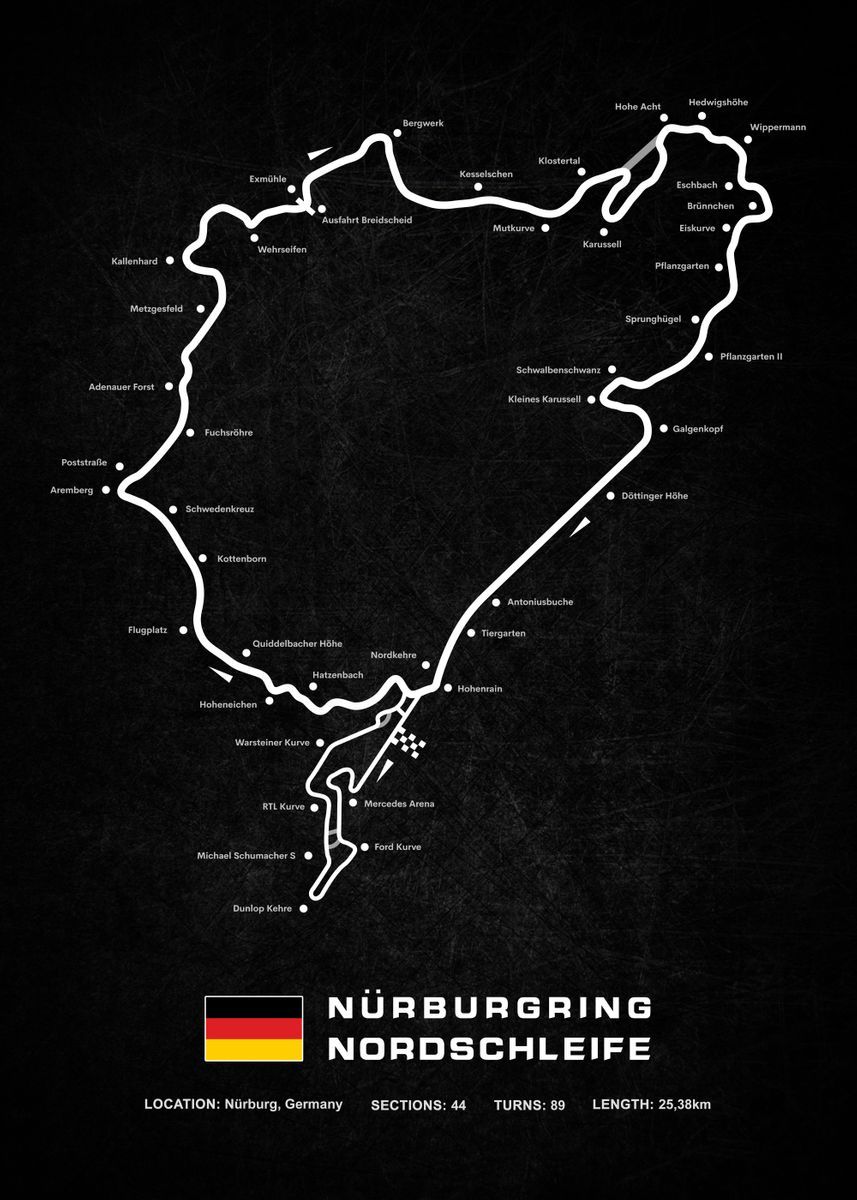 Hedwigshöhe
Hohe Acht
Bergwerk
Wippermann
Klostertal
Kesselschen
Exmühle
Eschbach
Brünnchen
Ausfahrt Breidscheid
Mutkurve
Eiskurve
Karussell
Wehrseifen
Kallenhard
Pflanzgarten
Metzgesfeld
Sprunghügel
Pflanzgarten II
Schwalbenschwanz
Adenauer Forst
Kleines Karussell
Fuchsröhre
Galgenkopf
Poststraße
Aremberg
Döttinger Höhe
Schwedenkreuz
Kottenborn
Antoniusbuche
Flugplatz
Tiergarten
Quiddelbacher Höhe
Nordkehre
Hatzenbach
Hohenrain
Hoheneichen
Warsteiner Kurve
Mercedes Arena
RTL Kurve
Ford Kurve
Michael Schumacher S
Dunlop Kehre
NÜRBURGRING
NORDSCHLEIFE
LOCATION: Nürburg, Germany SECTIONS: 44 TURNS: 89 LENGTH: 25,38km